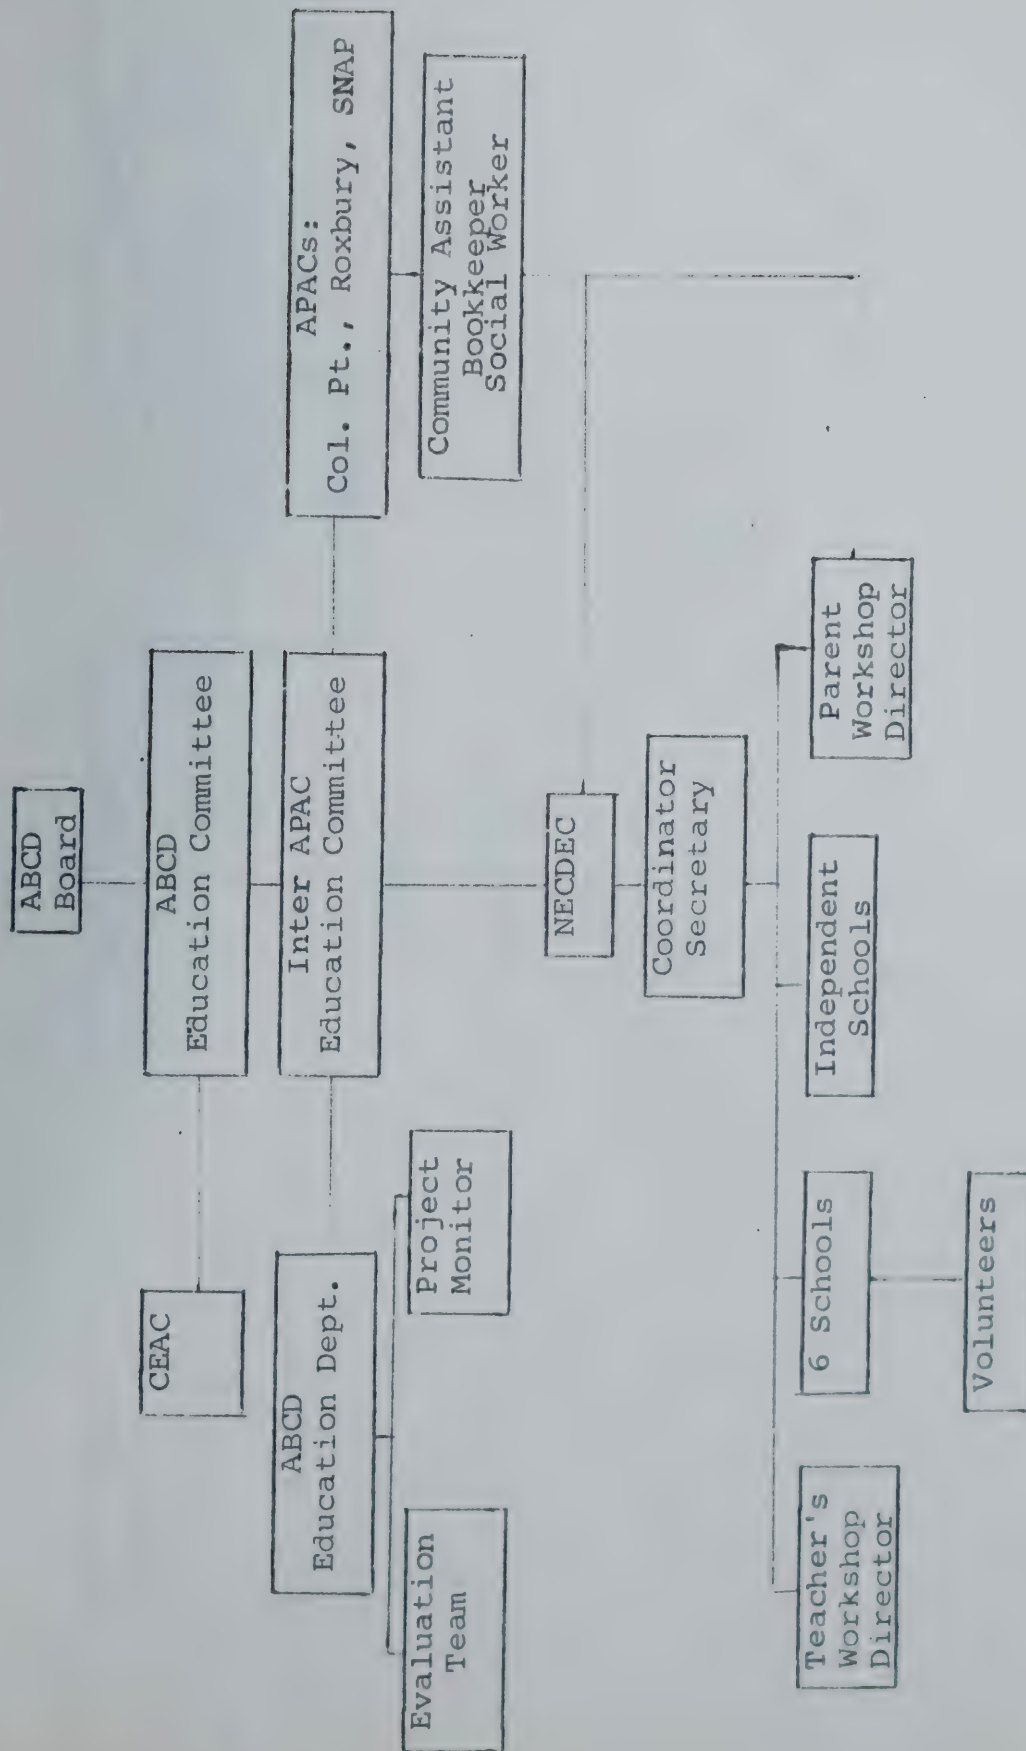 ABCD
Board
ABCD
Education Committee
CEAC
Inter APAC
Education Committee
APACs:
Col. Pt., Roxbury, SNAP
ABCD
Education Dept.
Community Assistant
Bookkeeper
Social Worker
Evaluation
Team
Project
Monitor
NECDEC
Coordinator
Secretary
Teacher's
Workshop
Director
6 Schools
Independent
Schools
Parent
Workshop
Director
Volunteers